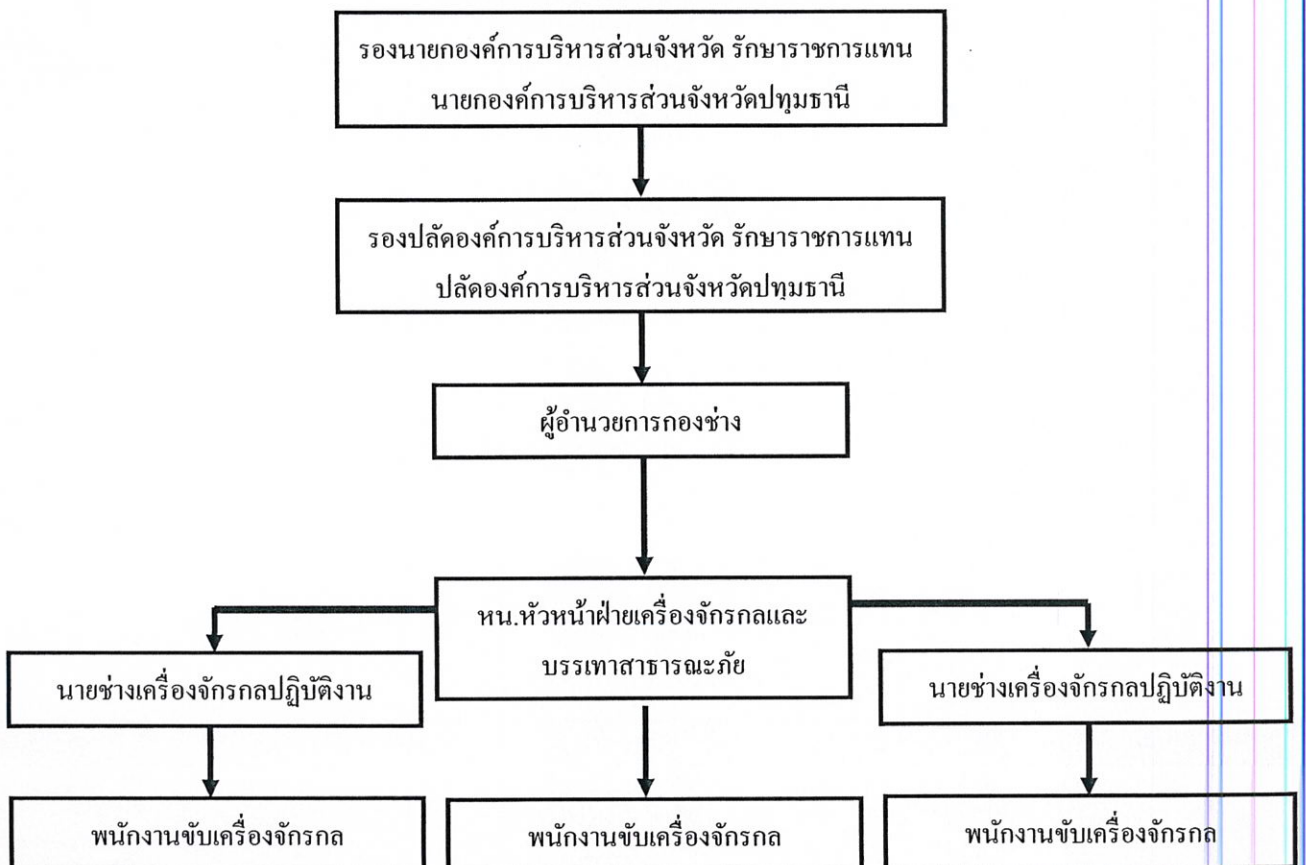 รองนายกองค์การบริหารส่วนจังหวัด รักษาราชการแทน
นายกองค์การบริหารส่วนจังหวัดปทุมธานี
รองปลัดองค์การบริหารส่วนจังหวัด รักษาราชการแทน
ปลัดองค์การบริหารส่วนจังหวัดปทุมธานี
ผู้อำนวยการกองช่าง
หน.หัวหน้าฝ่ายเครื่องจักรกลและ
บรรเทาสาธารณะภัย
นายช่างเครื่องจักรกลปฏิบัติงาน
นายช่างเครื่องจักรกลปฏิบัติงาน
พนักงานขับเครื่องจักรกล
พนักงานขับเครื่องจักรกล
พนักงานขับเครื่องจักรกล